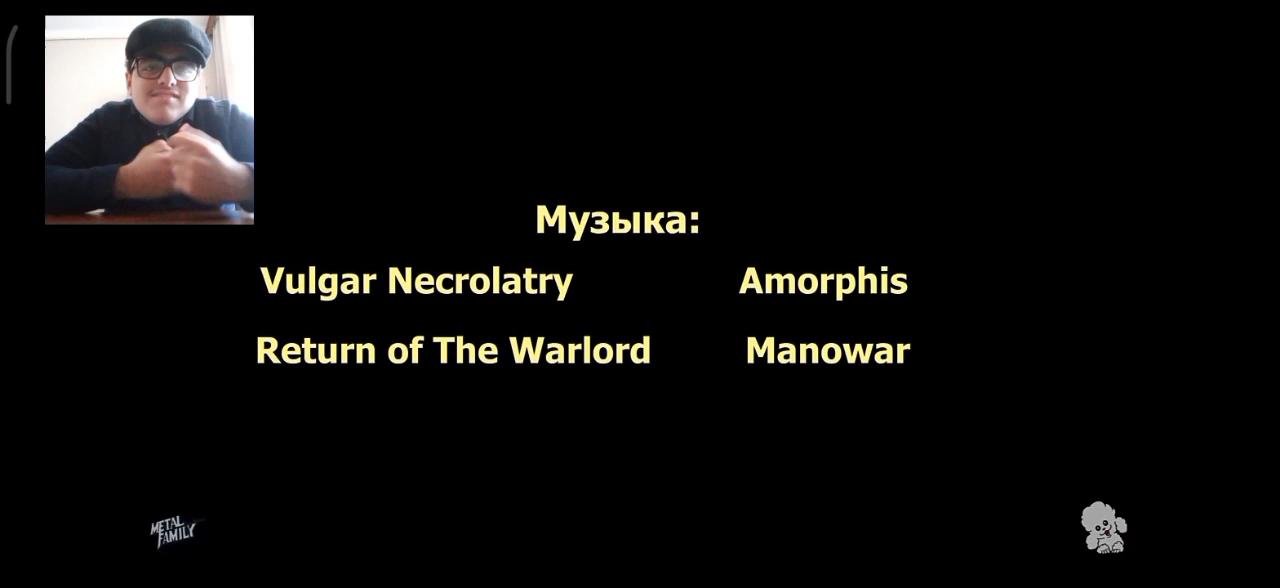 Музыка:
Vulgar Necrolatry Amorphis
Return of The Warlord Manowar
METAL FAMILY